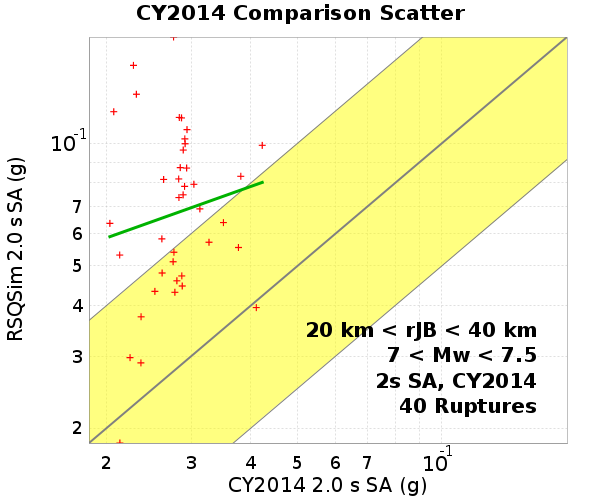 CY2014 Comparison Scatter
RSQSim 2.0 s SA (g)
10-1
7
6
5
4
3
2
20 km < rJB < 40 km
7 < Mw < 7.5
2s SA, CY2014
40 Ruptures
2 3 4 5 6 7 10-1
CY2014 2.0 s SA (g)